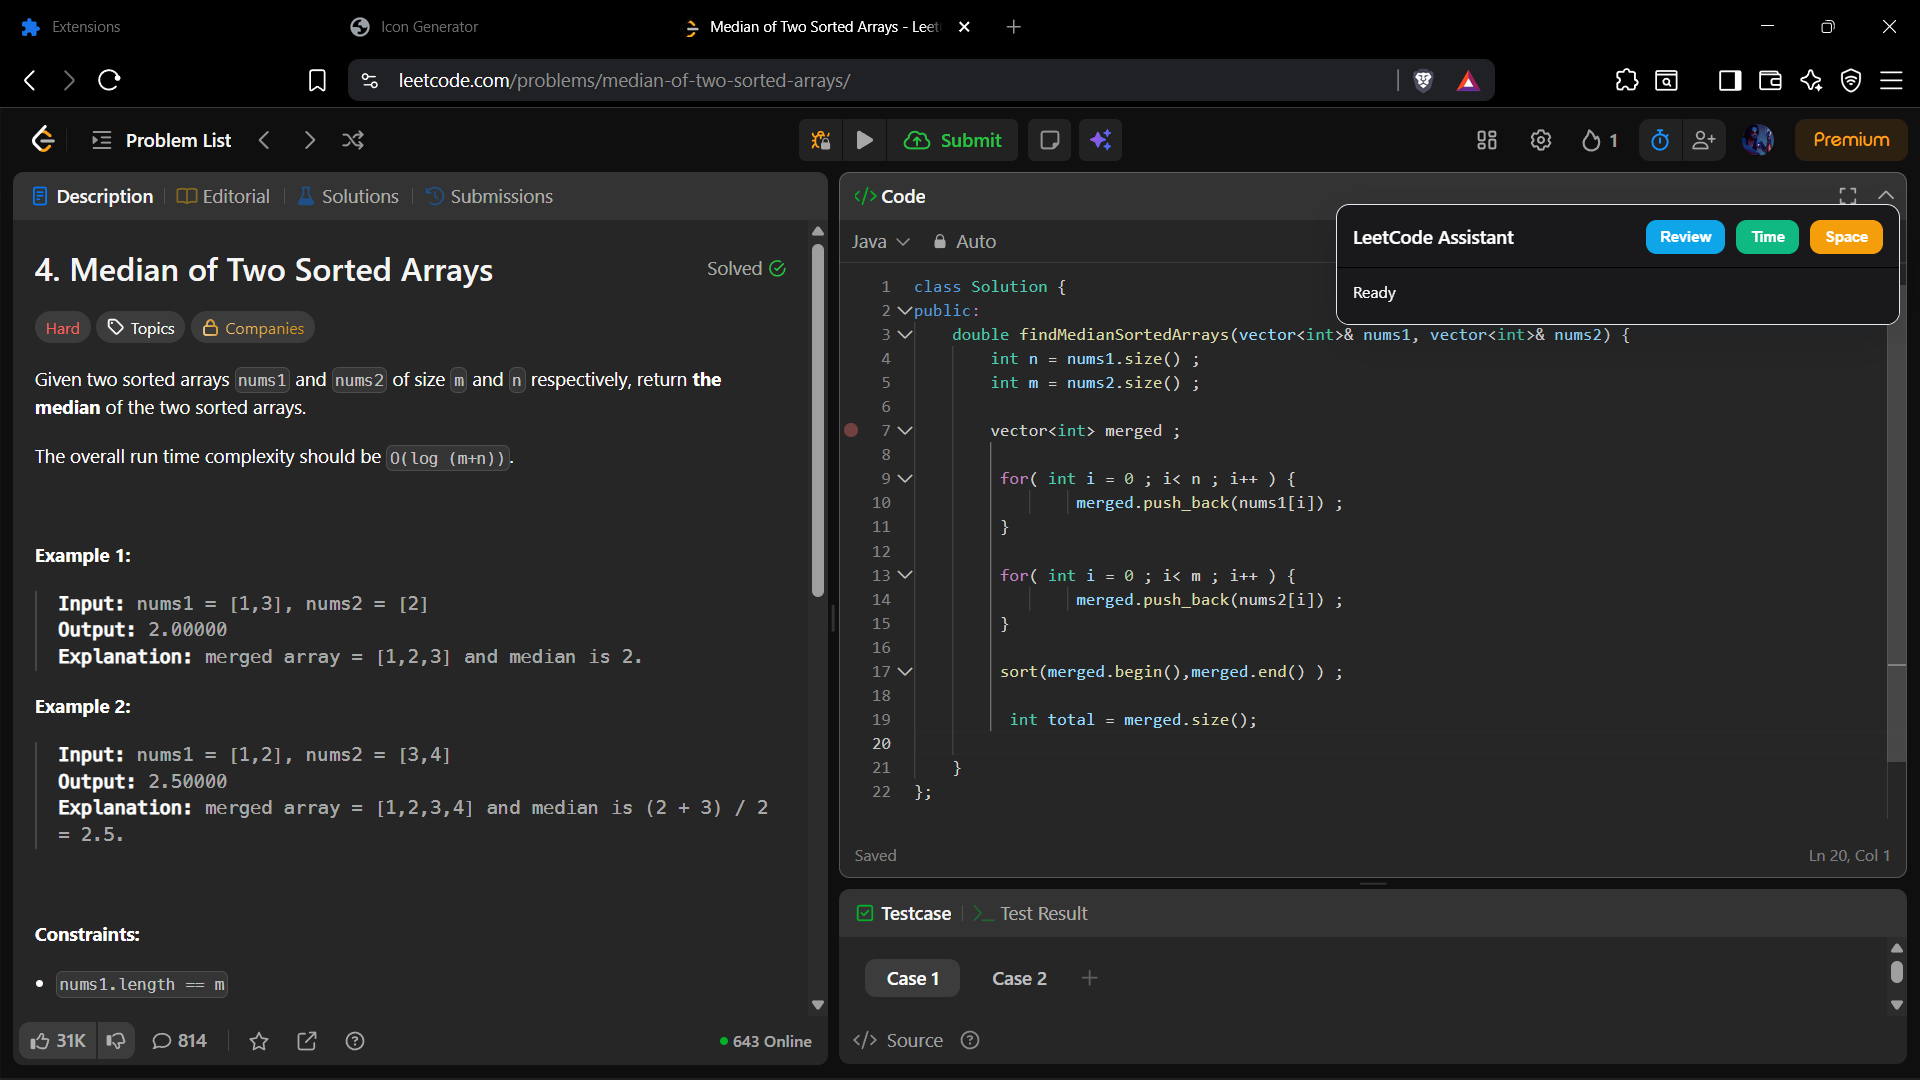 Extensions
Icon Generator
Median of Two Sorted Arrays - Leet
leetcode.com/problems/median-of-two-sorted-arrays/
Problem List
Submit
1
Premium
Description
Editorial
Solutions
Submissions
4. Median of Two Sorted Arrays
Solved
Hard
Topics
Companies
Given two sorted arrays nums1 and nums2 of size m and n respectively, return the
median of the two sorted arrays.
The overall run time complexity should be O(log (m+n)).
Example 1:
Input: nums1 = [1,3], nums2 = [2]
Output: 2.00000
Explanation: merged array = [1,2,3] and median is 2.
Example 2:
Input: nums1 = [1,2], nums2 = [3,4]
Output: 2.50000
Explanation: merged array = [1,2,3,4] and median is (2 + 3) / 2
= 2.5.
Constraints:
• nums1.length == m
31K
814
643 Online
</> Code
Java
Auto
LeetCode Assistant
Review
Time
Space
Ready
1 class Solution {
2 public:
3 double findMedianSortedArrays(vector<int>& nums1, vector<int>& nums2) {
4 int n = nums1.size() ;
5 int m = nums2.size() ;
6
7 vector<int> merged ;
8
9 for( int i = 0 ; i< n ; i++ ) {
10 merged.push_back(nums1[i]) ;
11 }
12
13 for( int i = 0 ; i< m ; i++ ) {
14 merged.push_back(nums2[i]) ;
15 }
16
17 sort(merged.begin(),merged.end() ) ;
18
19 int total = merged.size();
20
21 }
22 };
Saved
Ln 20, Col 1
Testcase
Test Result
Case 1
Case 2
</> Source